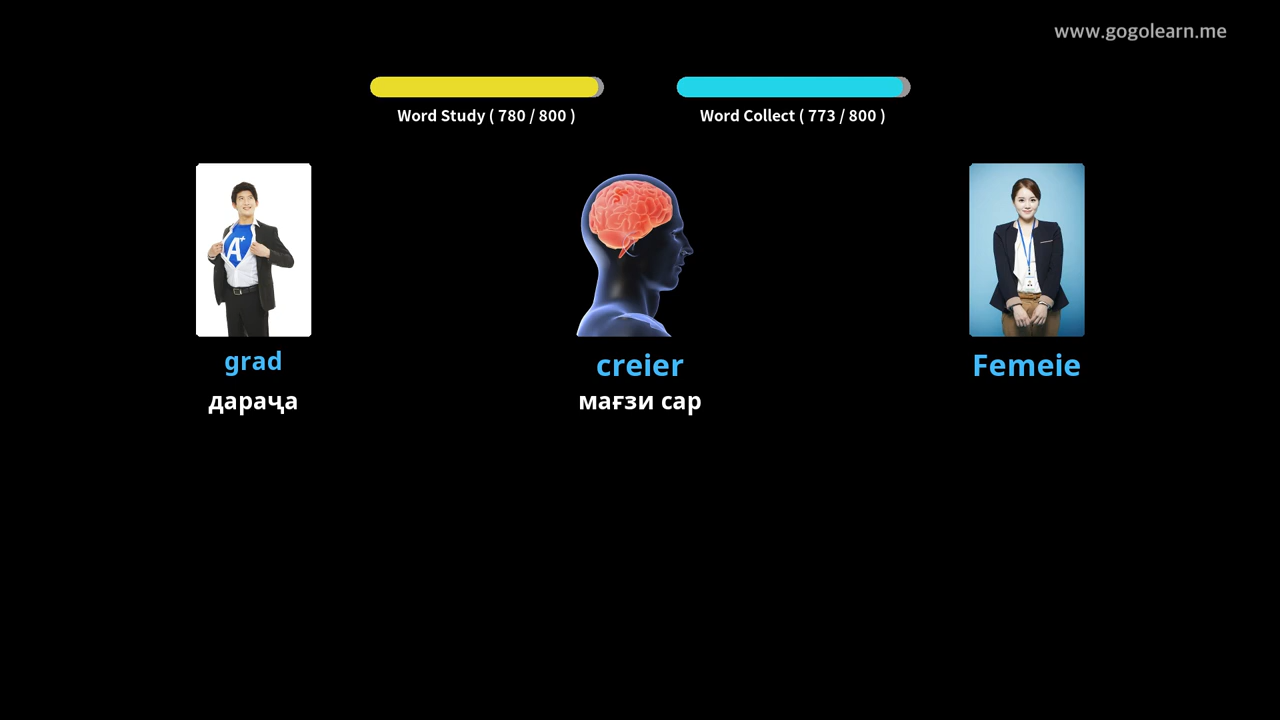 www.gogolearn.me
Word Study ( 780 / 800 )
Word Collect ( 773 / 800 )
A+
grad
creier
Femeie
дараҷа
мағзи сар